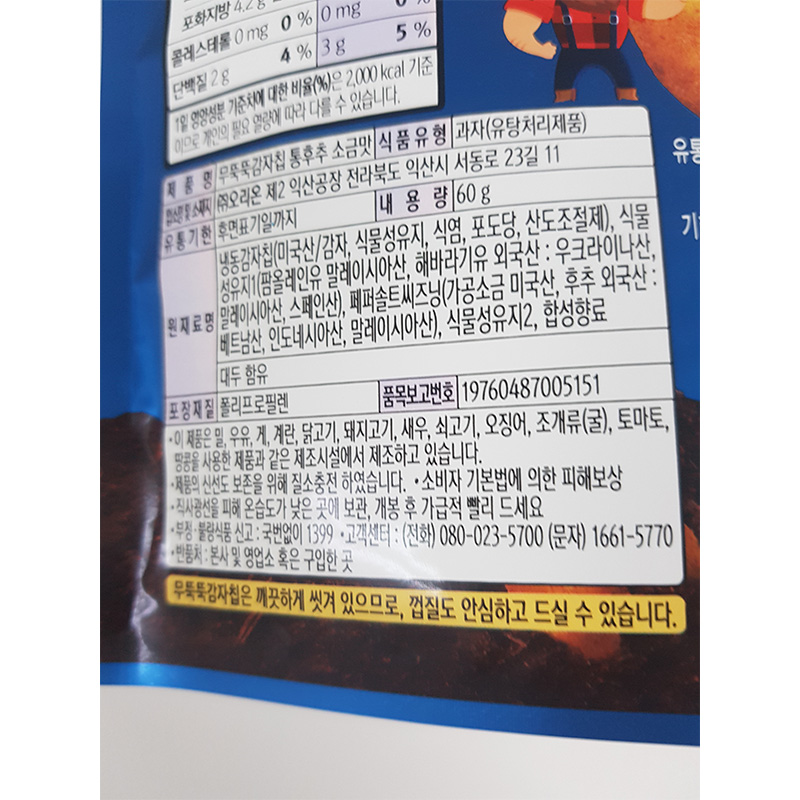 포화지방 4.2 g
콜레스테롤 0 mg 0 % 0 mg 0 %
단백질 2 g 4 % 3 g 5 %
1일 영양성분 기준치에 대한 비율(%)은 2,000 kcal 기준
이므로 개인의 필요 열량에 따라 다를 수 있습니다.
제 품 명 무뚝뚝감자칩 통후추 소금맛 식품유형 과자(유탕처리제품)
업소명 및 소재지 ㈜오리온 제2 익산공장 전라북도 익산시 서동로 23길 11
유통기한 후면표기일까지 내 용 량 60 g
원재료명 냉동감자칩(미국산/감자, 식물성유지, 식염, 포도당, 산도조절제), 식물
성유지1(팜올레인유 말레이시아산, 해바라기유 외국산 : 우크라이나산,
말레이시아산, 스페인산), 페퍼솔트씨즈닝(가공소금 미국산, 후추 외국산 :
베트남산, 인도네시아산, 말레이시아산), 식물성유지2, 합성향료
대두 함유
포장재질 폴리프로필렌 품목보고번호 19760487005151
•이 제품은 밀, 우유, 게, 계란, 닭고기, 돼지고기, 새우, 쇠고기, 오징어, 조개류(굴), 토마토,
땅콩을 사용한 제품과 같은 제조시설에서 제조하고 있습니다.
•제품의 신선도 보존을 위해 질소충전 하였습니다. •소비자 기본법에 의한 피해보상
•직사광선을 피해 온습도가 낮은 곳에 보관, 개봉 후 가급적 빨리 드세요
•부정·불량식품 신고 : 국번없이 1399 •고객센터 : (전화) 080-023-5700 (문자) 1661-5770
•반품처 : 본사 및 영업소 혹은 구입한 곳
무뚝뚝감자칩은 깨끗하게 씻겨 있으므로, 껍질도 안심하고 드실 수 있습니다.
유통